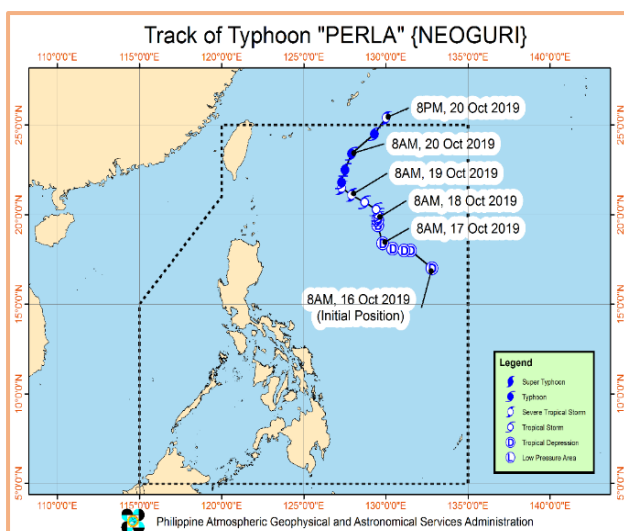 Track of Typhoon "PERLA" {NEOGURI}
110°0'0"E 115°0'0"E 120°0'0"E 125°0'0"E 130°0'0"E 135°0'0"E 140°0'0"E
8PM, 20 Oct 2019
25°0'0"N 25°0'0"N
8AM, 20 Oct 2019
8AM, 19 Oct 2019
20°0'0"N 20°0'0"N
8AM, 18 Oct 2019
8AM, 17 Oct 2019
8AM, 16 Oct 2019
(Initial Position)
15°0'0"N 15°0'0"N
Legend
Super Typhoon
Typhoon
Severe Tropical Storm
Tropical Storm
D Tropical Depression
L Low Pressure Area
10°0'0"N 10°0'0"N
5°0'0"N 5°0'0"N
110°0'0"E 115°0'0"E 120°0'0"E 125°0'0"E 130°0'0"E 135°0'0"E 140°0'0"E
Philippine Atmospheric Geophysical and Astronomical Services Administration